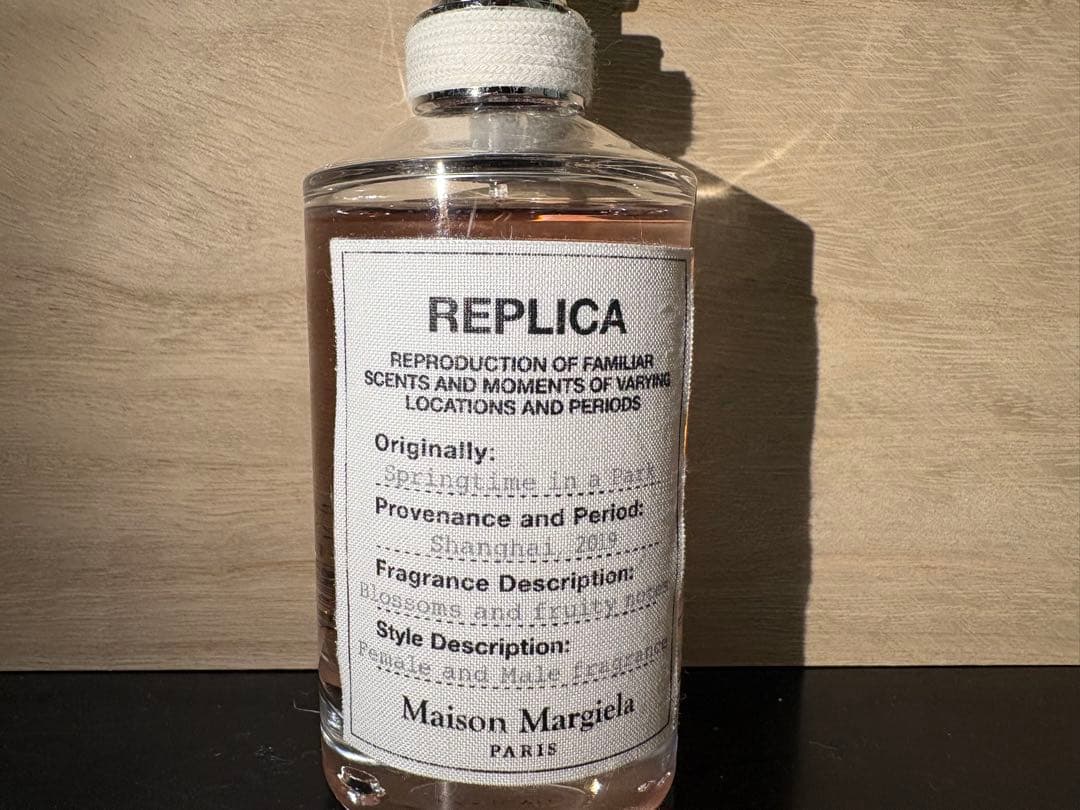 REPLICA
REPRODUCTION OF FAMILIAR
SCENTS AND MOMENTS OF VARYING
LOCATIONS AND PERIODS
Originally:
Springtime in a Park
Provenance and Period:
Shanghai, 2019
Fragrance Description:
Blossoms and fruity notes
Style Description:
Female and Male fragrance
Maison Margiela
PARIS